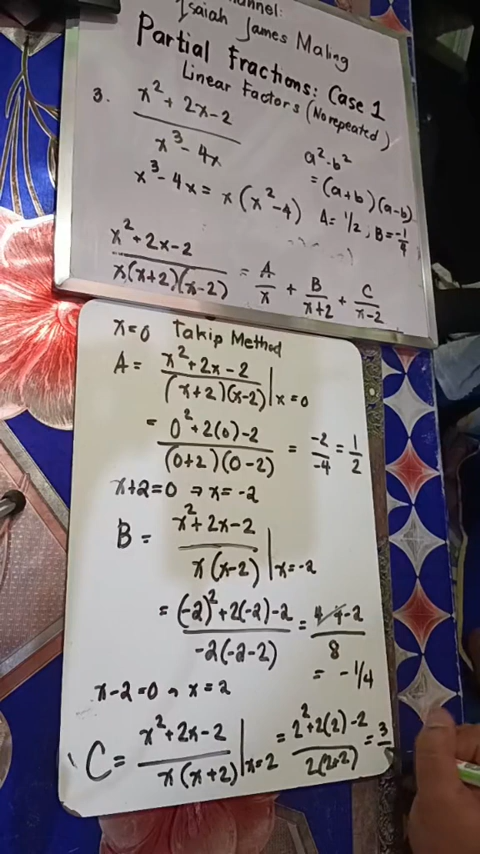 Channel:
Isaiah James Maling
Partial Fractions: Case 1
Linear Factors (No repeated)
3. x²+2x-2 / x³-4x
a²-b²
= (a+b)(a-b)
x³-4x = x(x²-4)
A = 1/2, B = -1/4
x²+2x-2 / x(x+2)(x-2) = A/x + B/x+2 + C/x-2
x=0 Takip Method
A = x²+2x-2 / (x+2)(x-2) | x=0
= 0²+2(0)-2 / (0+2)(0-2) = -2/-4 = 1/2
x+2=0 → x=-2
B = x²+2x-2 / x(x-2) | x=-2
= (-2)²+2(-2)-2 / -2(-2-2) = 4-4-2 / 8
= -1/4
x-2=0 → x=2
C = x²+2x-2 / x(x+2) | x=2 = 2²+2(2)-2 / 2(2+2) = 3/